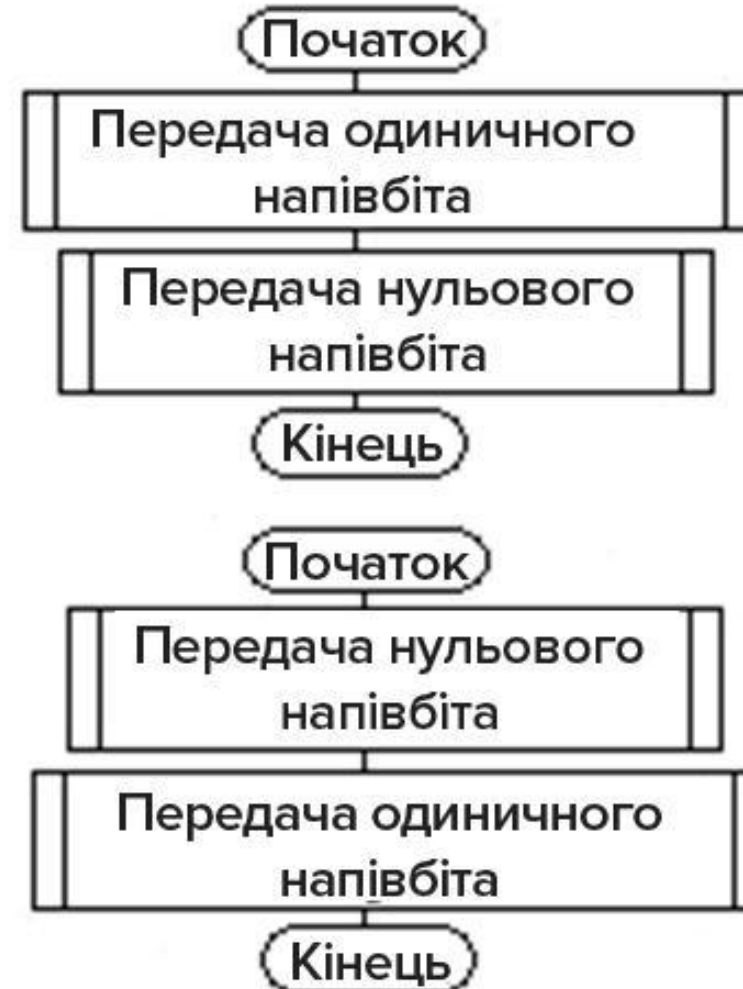 Початок
Передача одиничного
напівбіта
Передача нульового
напівбіта
Кінець
Початок
Передача нульового
напівбіта
Передача одиничного
напівбіта
Кінець